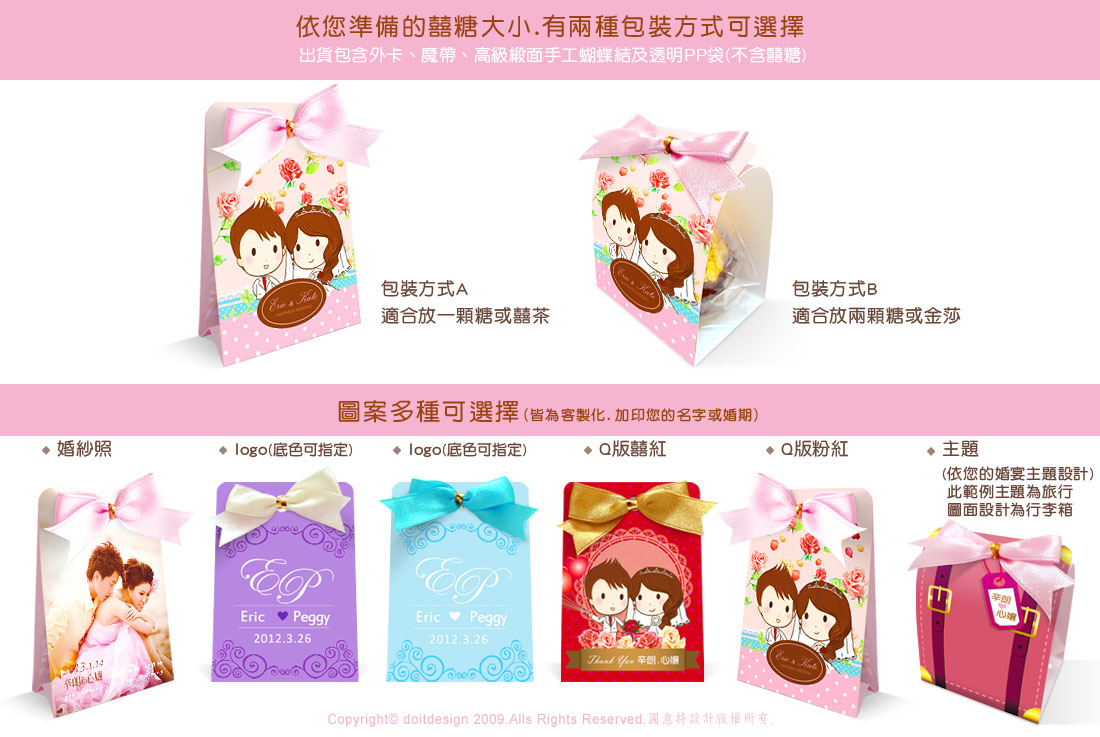 依您準備的囍糖大小.有兩種包裝方式可選擇
出貨包含外卡、魔帶、高級緞面手工蝴蝶結及透明PP袋(不含囍糖)
Eric & Kate
Eric & Kate
包裝方式A
適合放一顆糖或囍茶
包裝方式B
適合放兩顆糖或金莎
圖案多種可選擇(皆為客製化.加印您的名字或婚期)
◆ 婚紗照
◆ logo(底色可指定)
◆ logo(底色可指定)
◆ Q版囍紅
◆ Q版粉紅
◆ 主題
(依您的婚宴主題設計)
此範例主題為旅行
圖面設計為行李箱
2013.1.14
辛朗&心孃
EP
Eric ♥ Peggy
2012.3.26
EP
Eric ♥ Peggy
2012.3.26
Thank You 辛朗.心孃
Eric & Kate
辛朗
心孃
Copyright© doitdesign 2009.Alls Rights Reserved.圖意將設計版權所有.